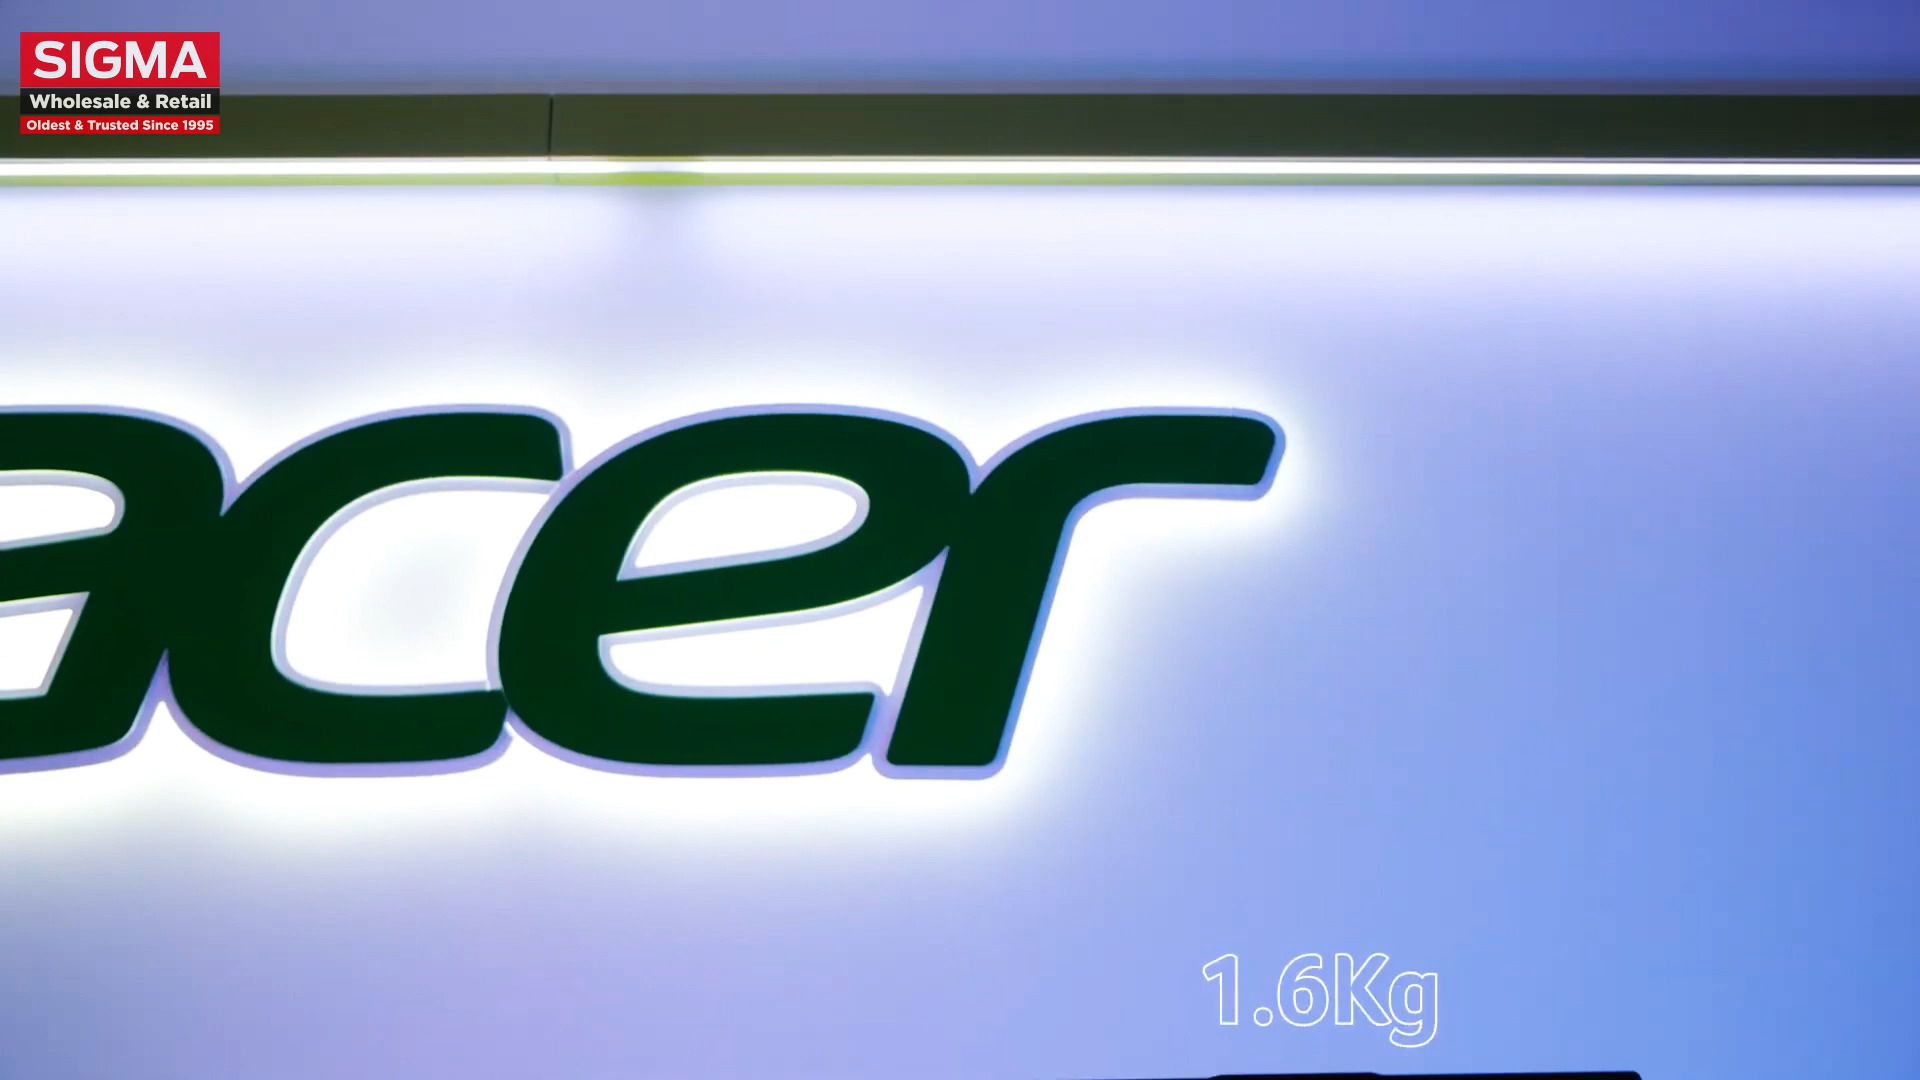 SIGMA
Wholesale & Retail
Oldest & Trusted Since 1995
acer
1.6Kg